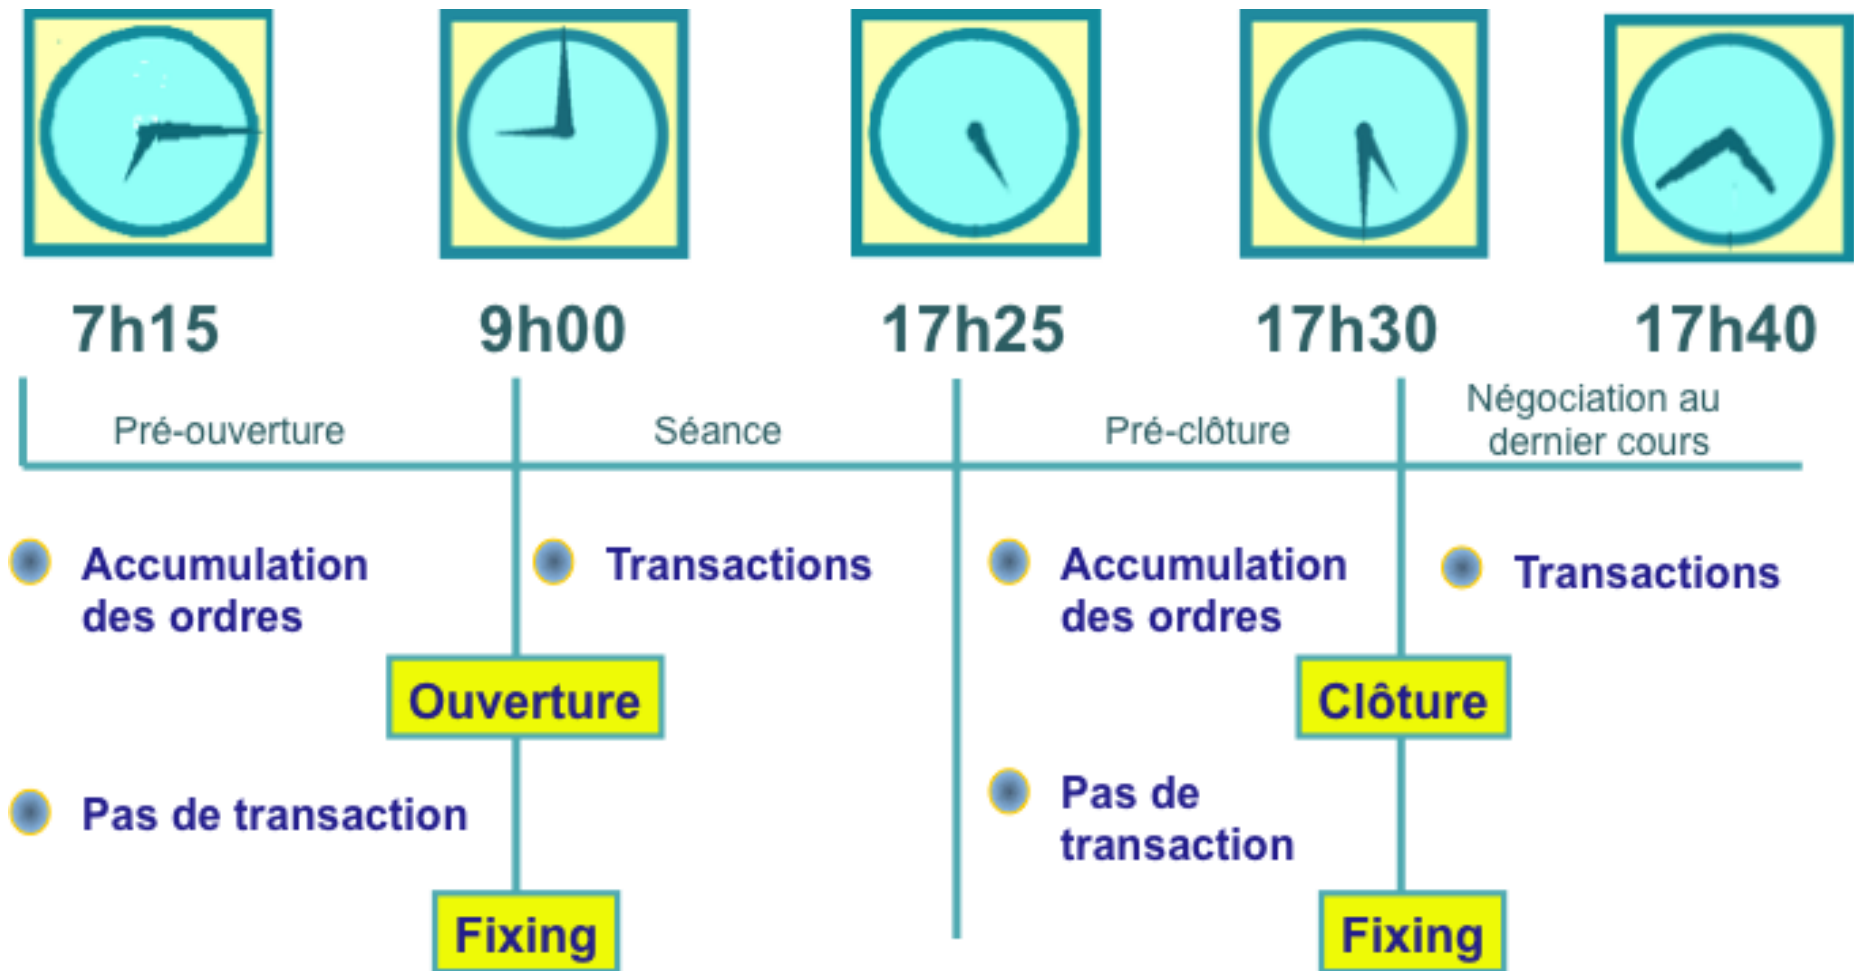 7h15
9h00
17h25
17h30
17h40
Pré-ouverture
Séance
Pré-clôture
Négociation au
dernier cours
Accumulation
des ordres
Transactions
Accumulation
des ordres
Transactions
Ouverture
Clôture
Pas de transaction
Pas de
transaction
Fixing
Fixing